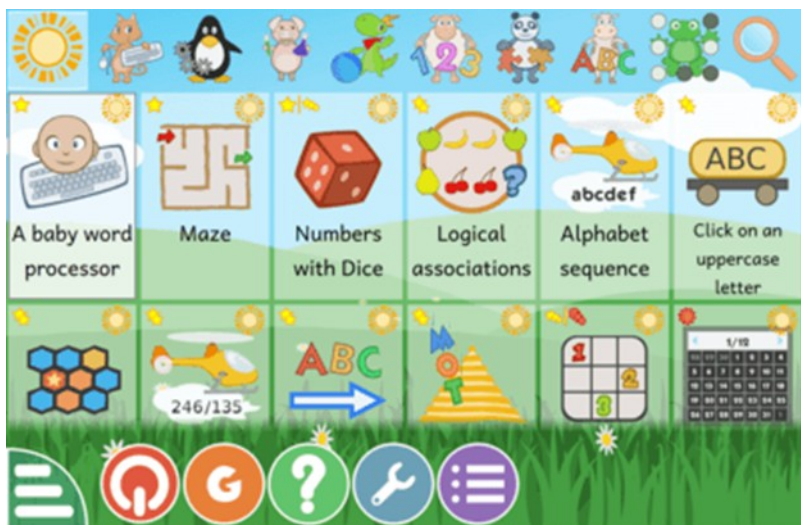 123
ABC
A baby word
processor
Maze
Numbers
with Dice
Logical
associations
?
abcdef
Alphabet
sequence
ABC
Click on an
uppercase
letter
246/135
ABC
MOT
1
2
3
1/12
G
?